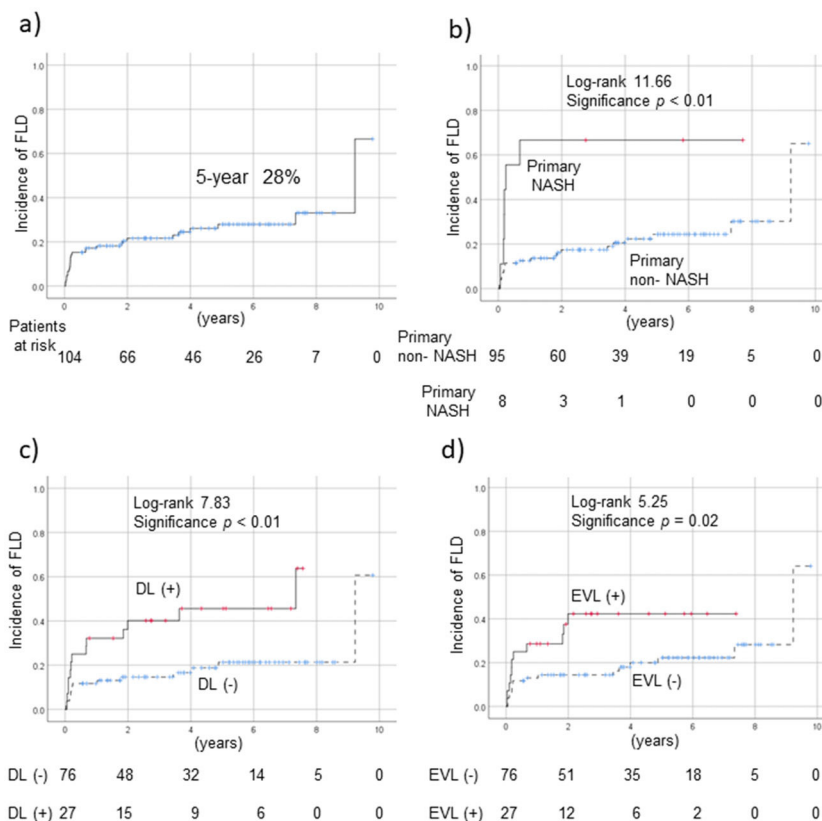 a)
1.0
0.8
0.6
0.4
0.2
0.0
Incidence of FLD
5-year 28%
0 2 4 6 8 10
(years)
Patients
at risk
104 66 46 26 7 0
b)
1.0
0.8
0.6
0.4
0.2
0.0
Incidence of FLD
Log-rank 11.66
Significance p < 0.01
Primary
NASH
Primary
non- NASH
0 2 4 6 8 10
(years)
Primary
non- NASH 95 60 39 19 5 0
Primary
NASH 8 3 1 0 0 0
c)
1.0
0.8
0.6
0.4
0.2
0.0
Incidence of FLD
Log-rank 7.83
Significance p < 0.01
DL (+)
DL (-)
0 2 4 6 8 10
(years)
DL (-) 76 48 32 14 5 0
DL (+) 27 15 9 6 0 0
d)
1.0
0.8
0.6
0.4
0.2
0.0
Incidence of FLD
Log-rank 5.25
Significance p = 0.02
EVL (+)
EVL (-)
0 2 4 6 8 10
(years)
EVL (-) 76 51 35 18 5 0
EVL (+) 27 12 6 2 0 0